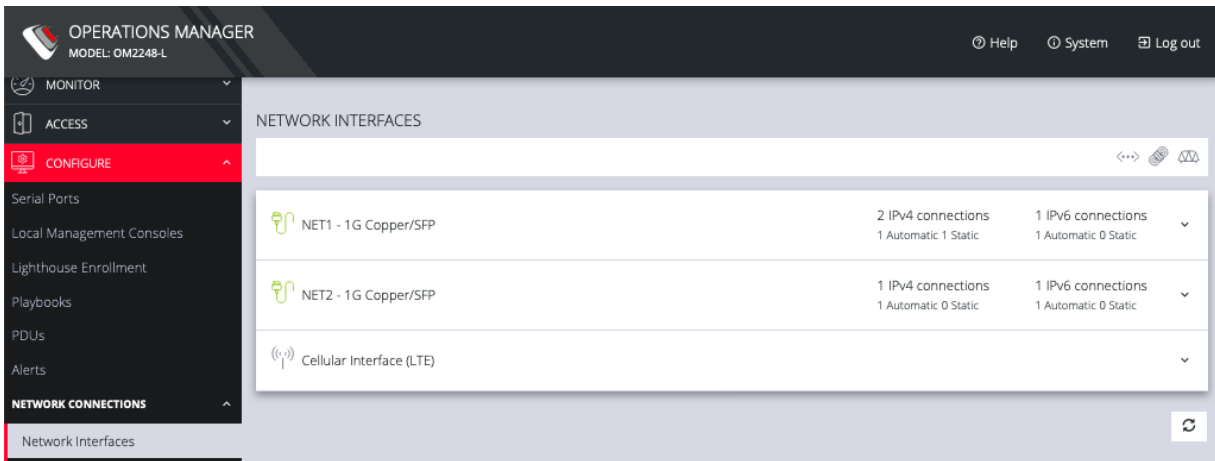 OPERATIONS MANAGER
MODEL: OM2248-L
Help
System
Log out
MONITOR
ACCESS
CONFIGURE
Serial Ports
Local Management Consoles
Lighthouse Enrollment
Playbooks
PDUs
Alerts
NETWORK CONNECTIONS
Network Interfaces
NETWORK INTERFACES
NET1 - 1G Copper/SFP
2 IPv4 connections
1 Automatic 1 Static
1 IPv6 connections
1 Automatic 0 Static
NET2 - 1G Copper/SFP
1 IPv4 connections
1 Automatic 0 Static
1 IPv6 connections
1 Automatic 0 Static
Cellular Interface (LTE)